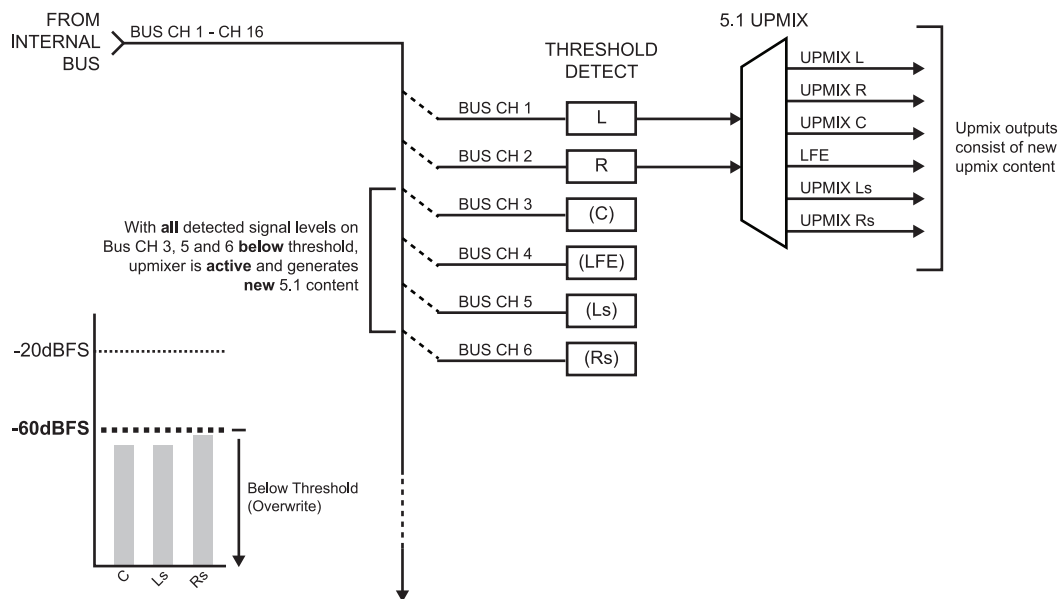 FROM
INTERNAL
BUS
BUS CH 1 - CH 16
5.1 UPMIX
THRESHOLD
DETECT
BUS CH 1
L
BUS CH 2
R
BUS CH 3
(C)
BUS CH 4
(LFE)
BUS CH 5
(Ls)
BUS CH 6
(Rs)
UPMIX L
UPMIX R
UPMIX C
LFE
UPMIX Ls
UPMIX Rs
Upmix outputs
consist of new
upmix content
With all detected signal levels on
Bus CH 3, 5 and 6 below threshold,
upmixer is active and generates
new 5.1 content
-20dBFS
-60dBFS
Below Threshold
(Overwrite)
C
Ls
Rs